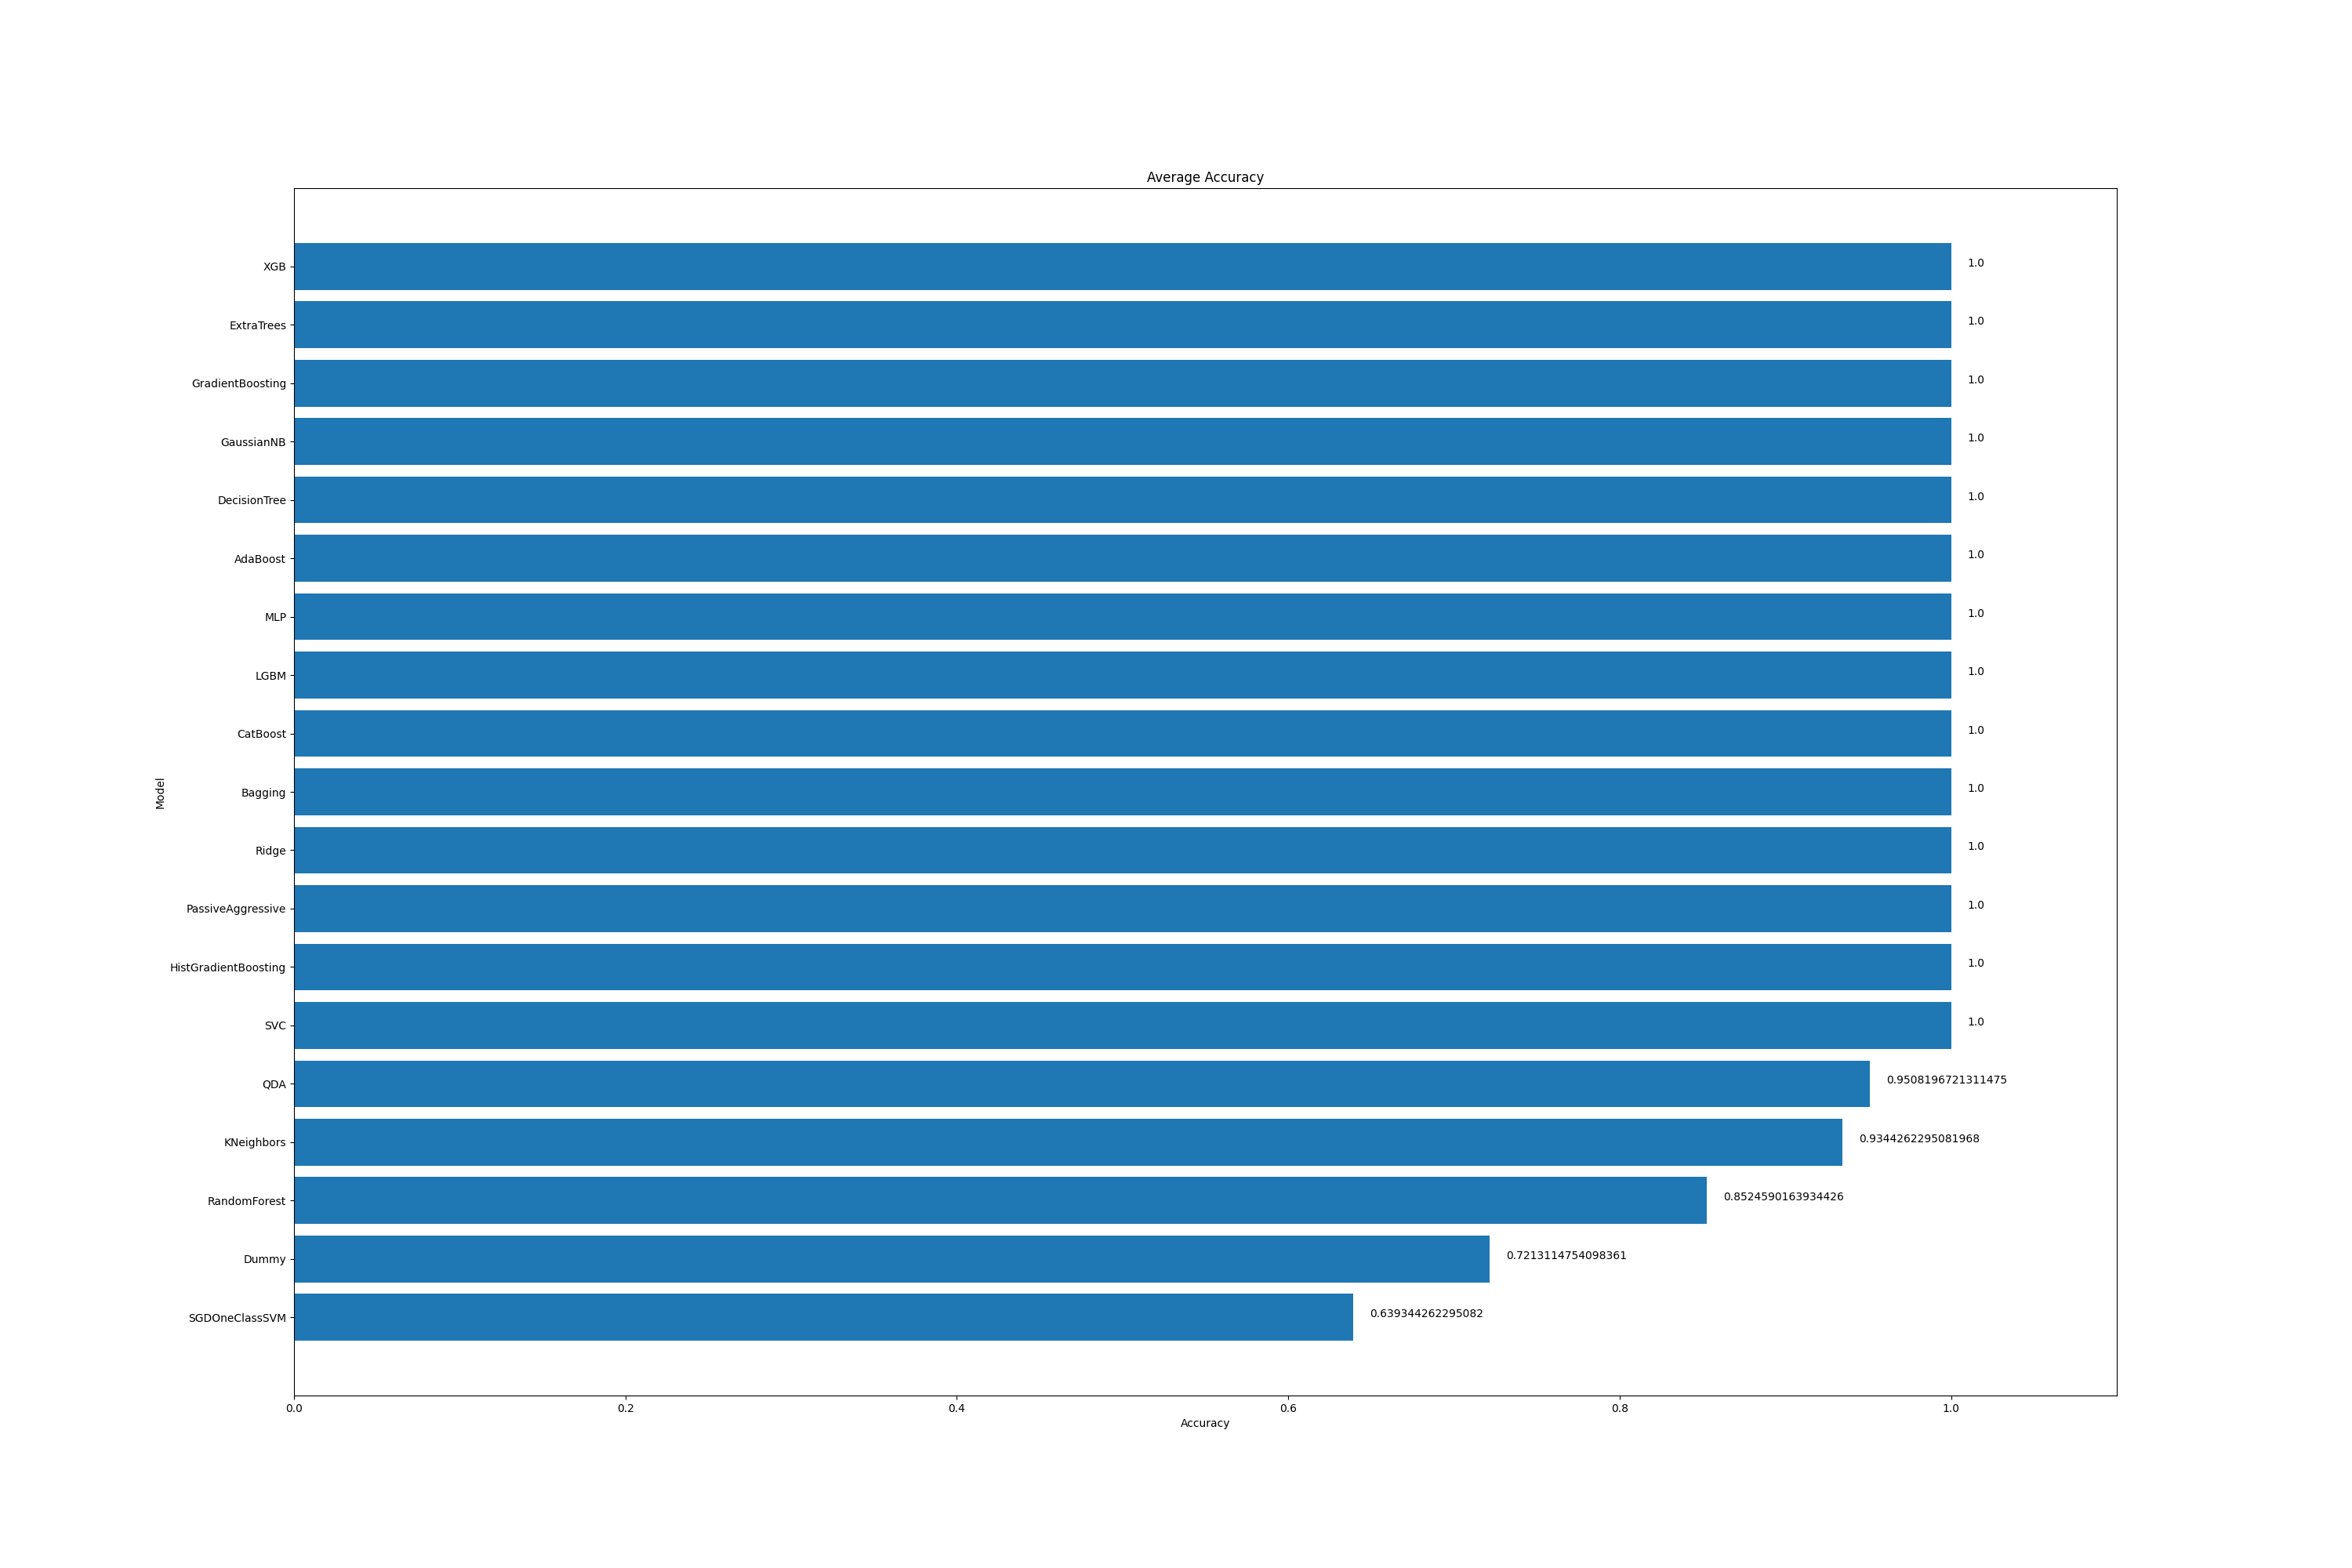 Average Accuracy
XGB 1.0
ExtraTrees 1.0
GradientBoosting 1.0
GaussianNB 1.0
DecisionTree 1.0
AdaBoost 1.0
MLP 1.0
LGBM 1.0
CatBoost 1.0
Bagging 1.0
Ridge 1.0
PassiveAggressive 1.0
HistGradientBoosting 1.0
SVC 1.0
QDA 0.9508196721311475
KNeighbors 0.9344262295081968
RandomForest 0.8524590163934426
Dummy 0.7213114754098361
SGDOneClassSVM 0.639344262295082
Model
0.0 0.2 0.4 0.6 0.8 1.0
Accuracy